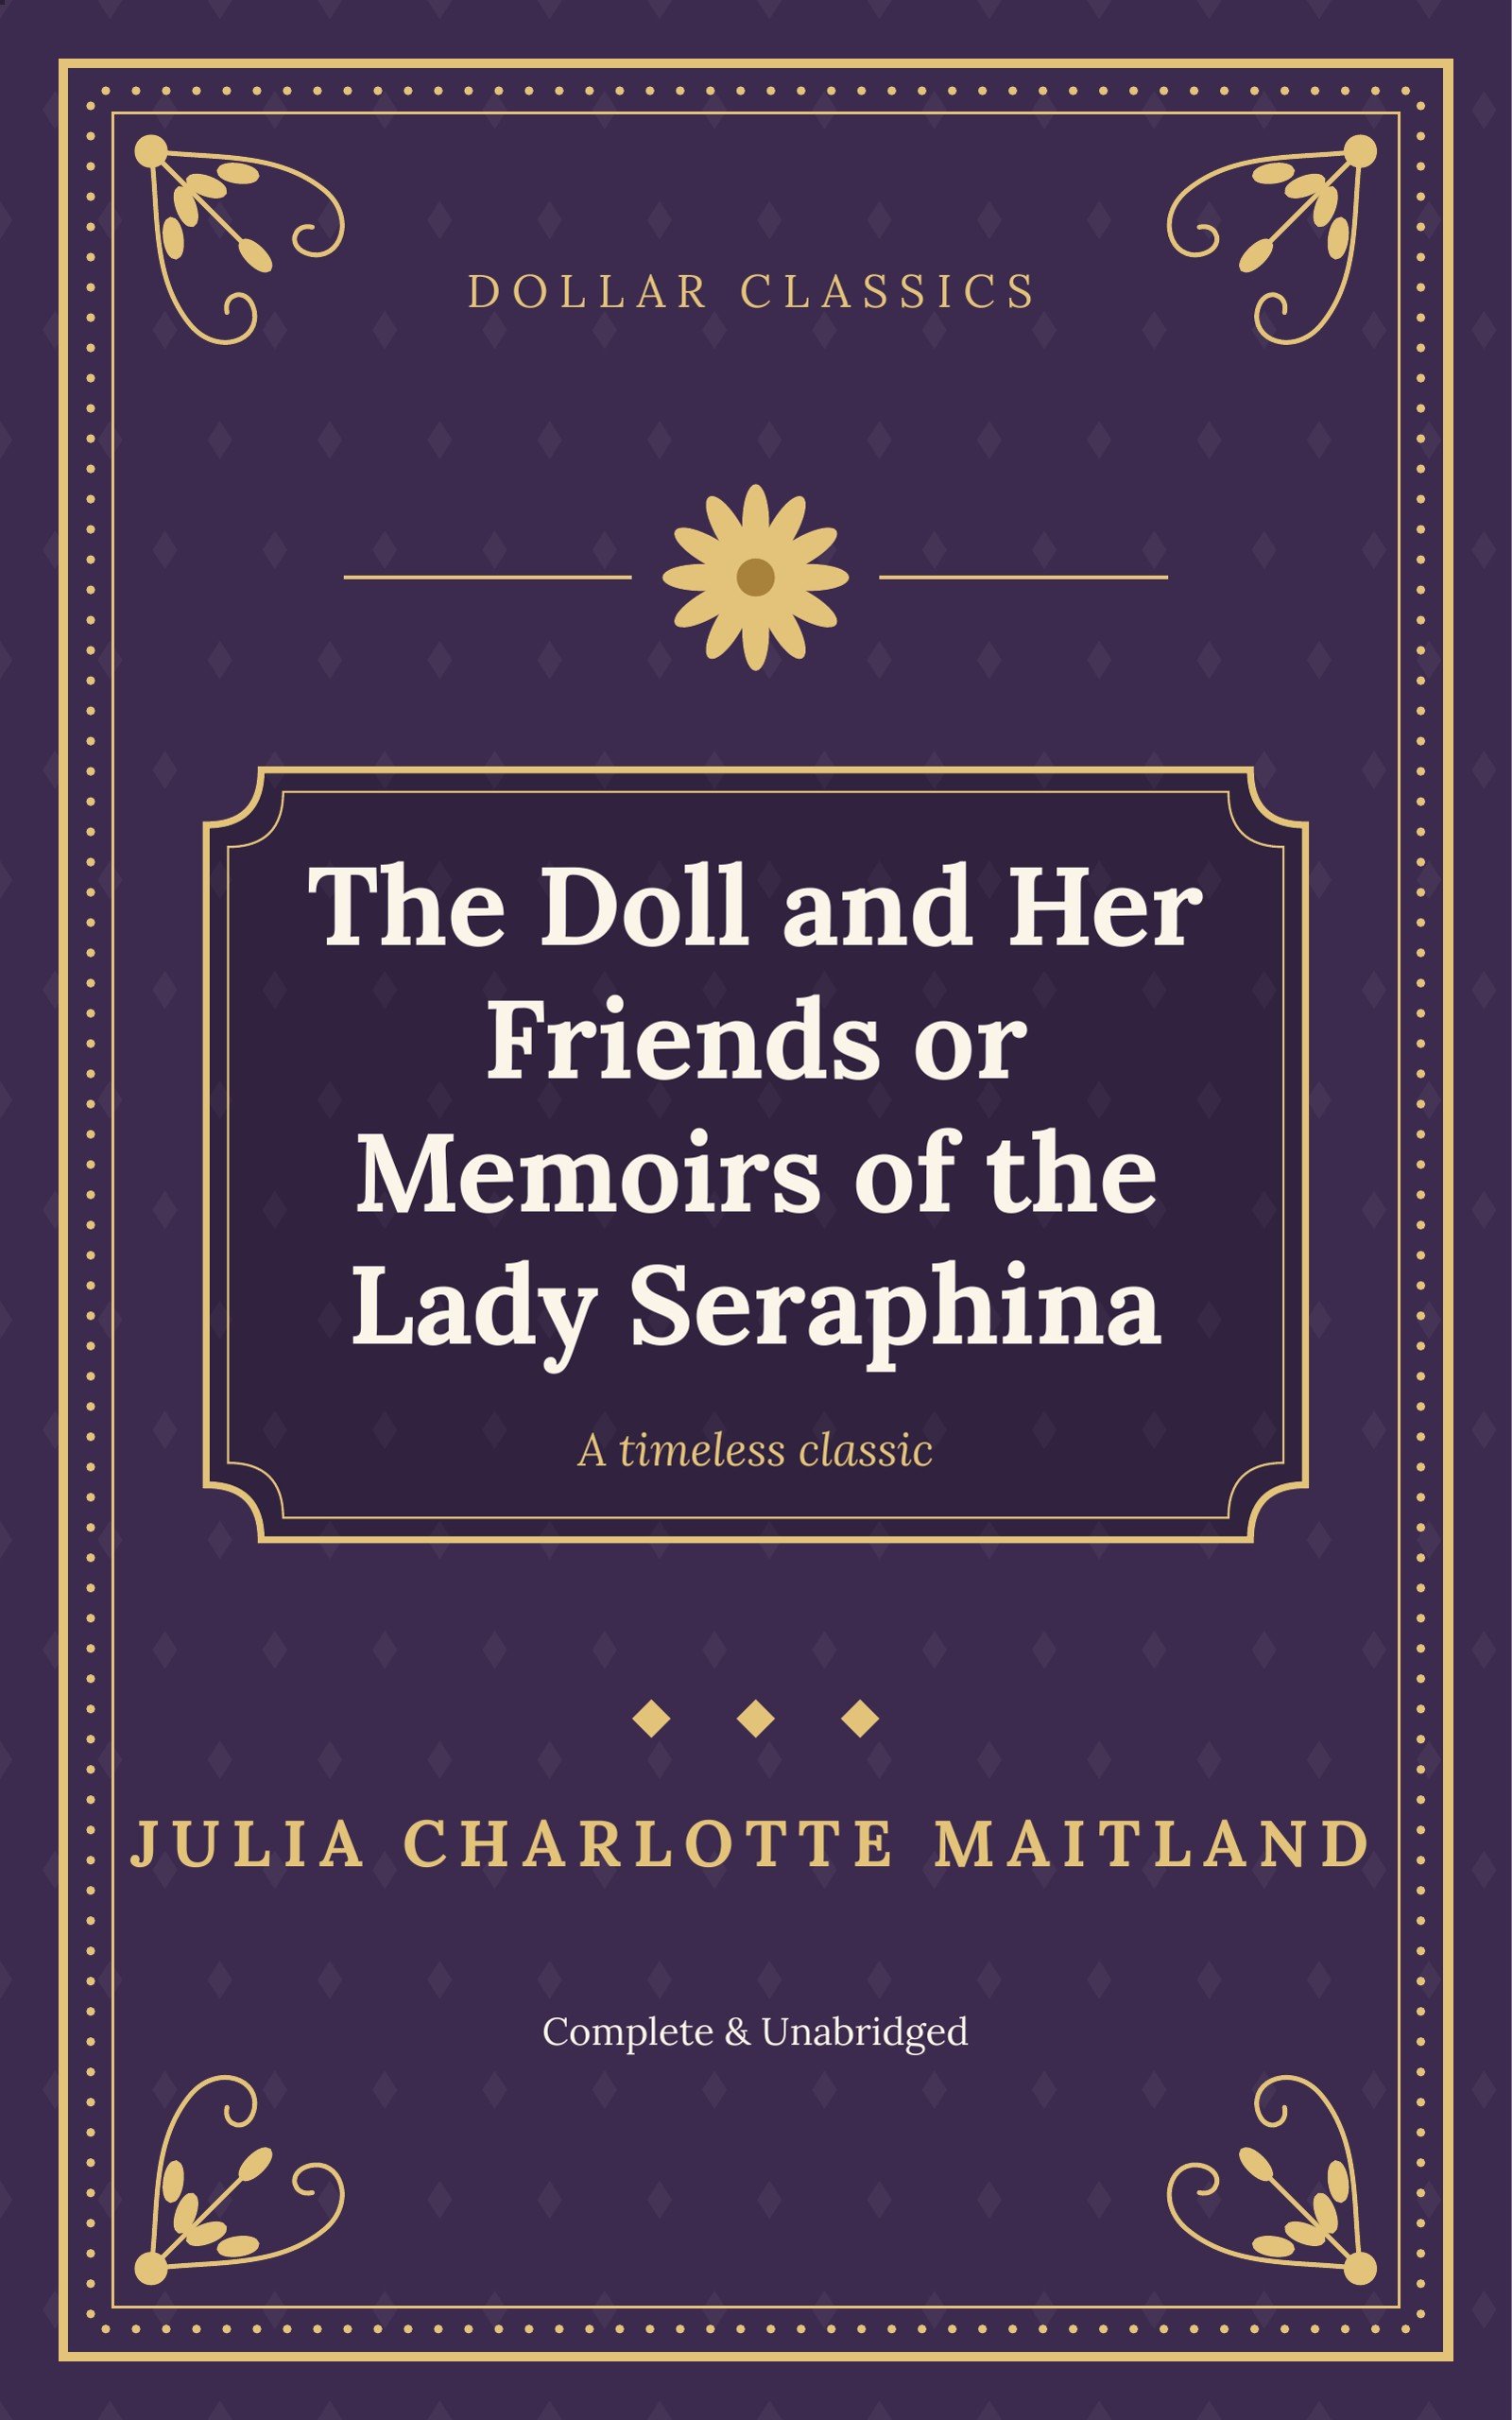 DOLLAR CLASSICS
The Doll and Her
Friends or
Memoirs of the
Lady Seraphina
A timeless classic
JULIA CHARLOTTE MAITLAND
Complete & Unabridged